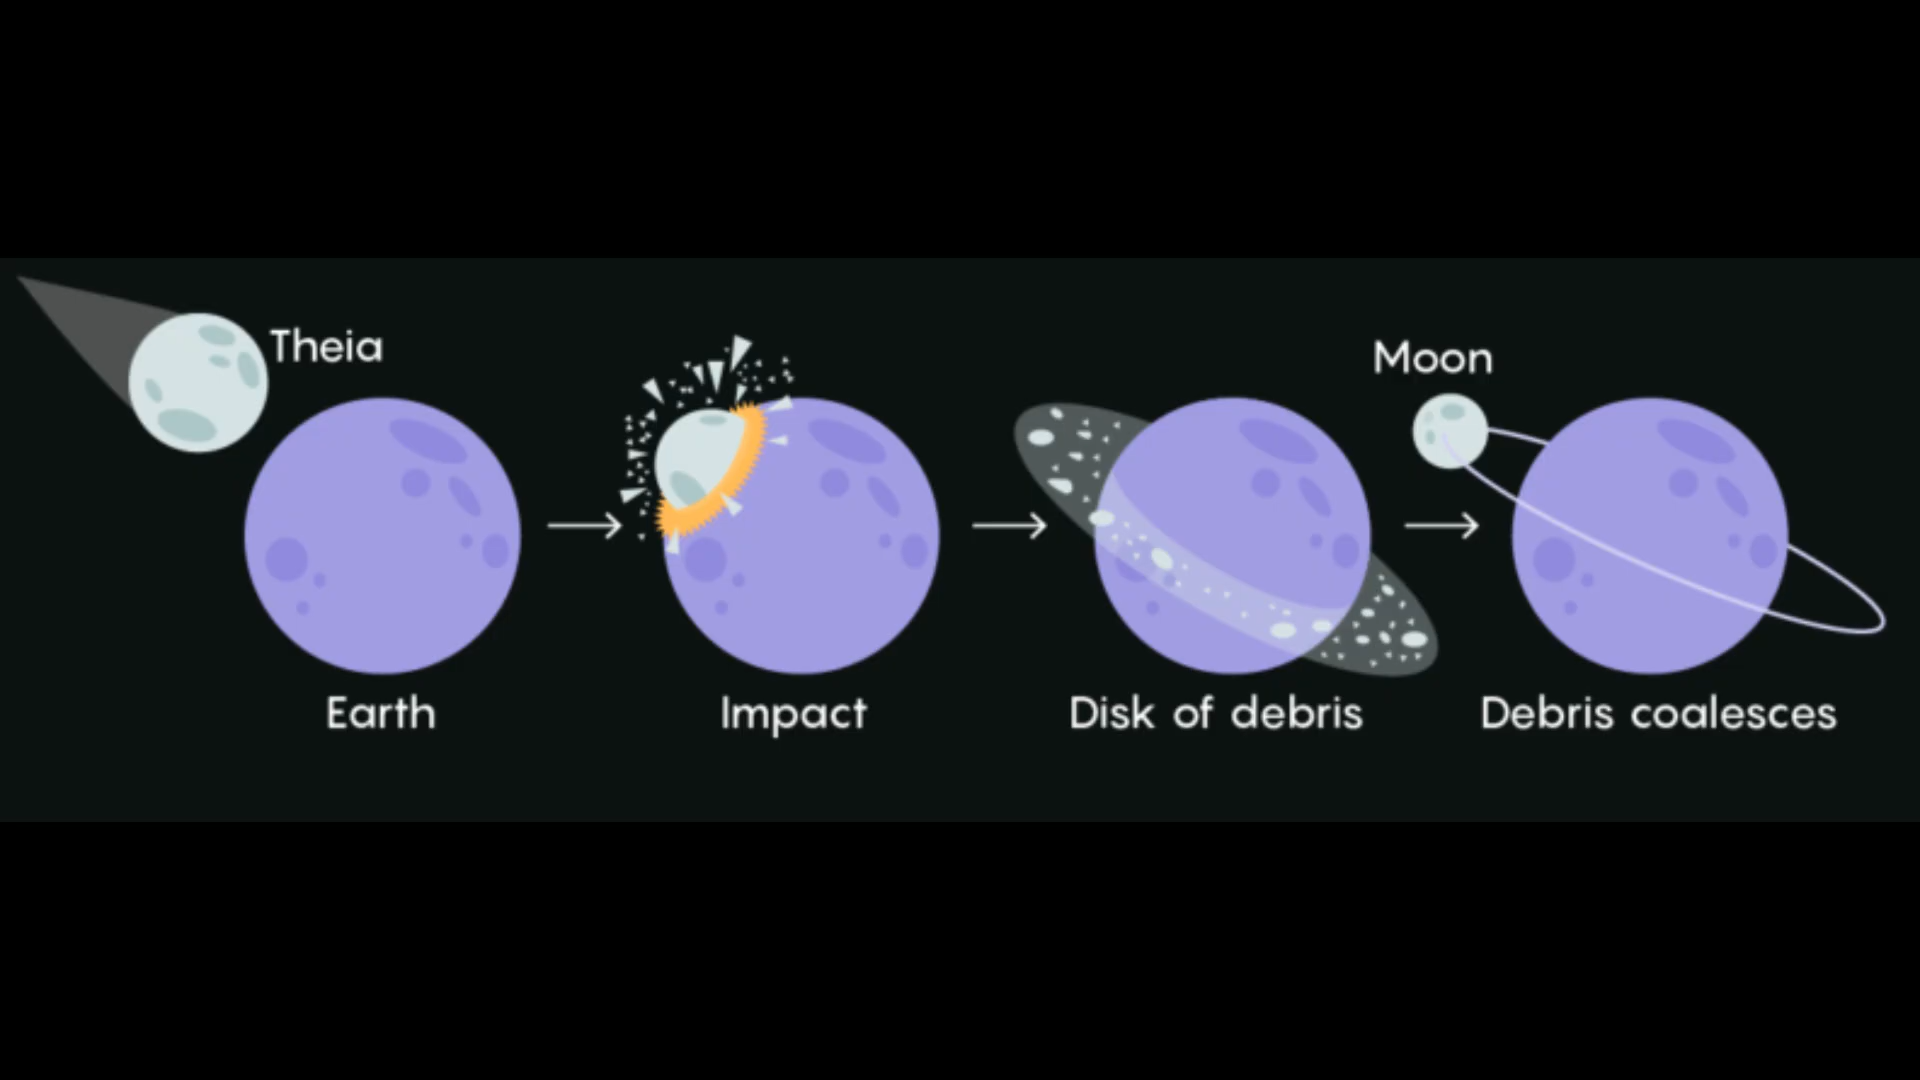 Theia
Moon
Earth
Impact
Disk of debris
Debris coalesces